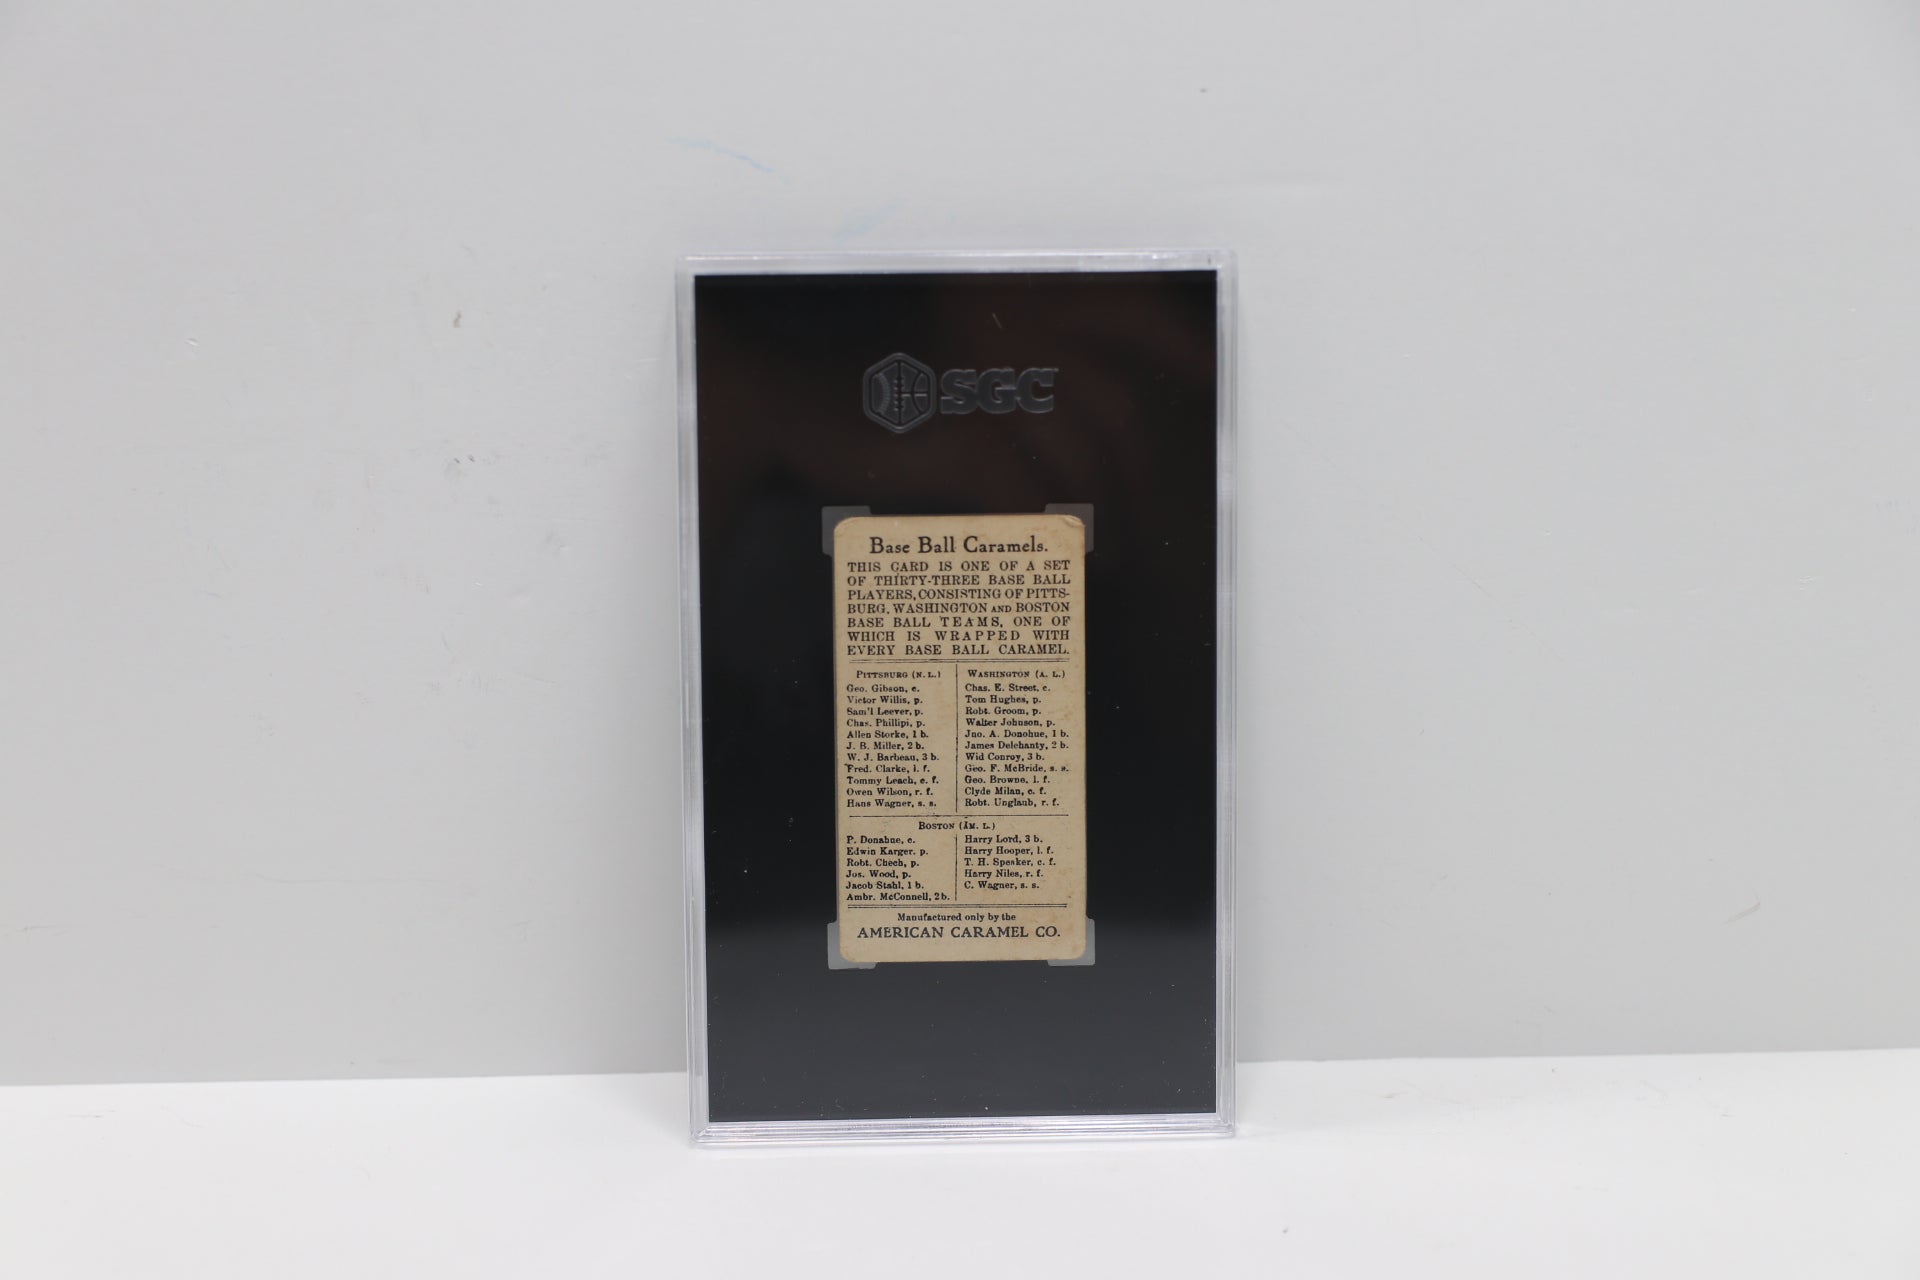 SGC
Base Ball Caramels.
THIS CARD IS ONE OF A SET
OF THIRTY-THREE BASE BALL
PLAYERS, CONSISTING OF PITTS-
BURG, WASHINGTON AND BOSTON
BASE BALL TEAMS, ONE OF
WHICH IS WRAPPED WITH
EVERY BASE BALL CARAMEL.
PITTSBURG (N. L.)
Geo. Gibson, c.
Victor Willis, p.
Sam'l Leever, p.
Chas. Phillipi, p.
Allen Storke, 1 b.
J. B. Miller, 2 b.
W. J. Barbeau, 3 b.
Fred. Clarke, l. f.
Tommy Leach, c. f.
Owen Wilson, r. f.
Hans Wagner, s. s.
WASHINGTON (A. L.)
Chas. E. Street, c.
Tom Hughes, p.
Robt. Groom, p.
Walter Johnson, p.
Jno. A. Donohue, 1 b.
James Delehanty, 2 b.
Wid Conroy, 3 b.
Geo. F. McBride, s. s.
Geo. Browne, l. f.
Clyde Milan, c. f.
Robt. Unglaub, r. f.
BOSTON (AM. L.)
P. Donahue, c.
Edwin Karger. p.
Robt. Chech, p.
Jos. Wood, p.
Jacob Stahl, 1 b.
Ambr. McConnell, 2 b.
Harry Lord, 3 b.
Harry Hooper, l. f.
T. H. Speaker, c. f.
Harry Niles, r. f.
C. Wagner, s. s.
Manufactured only by the
AMERICAN CARAMEL CO.